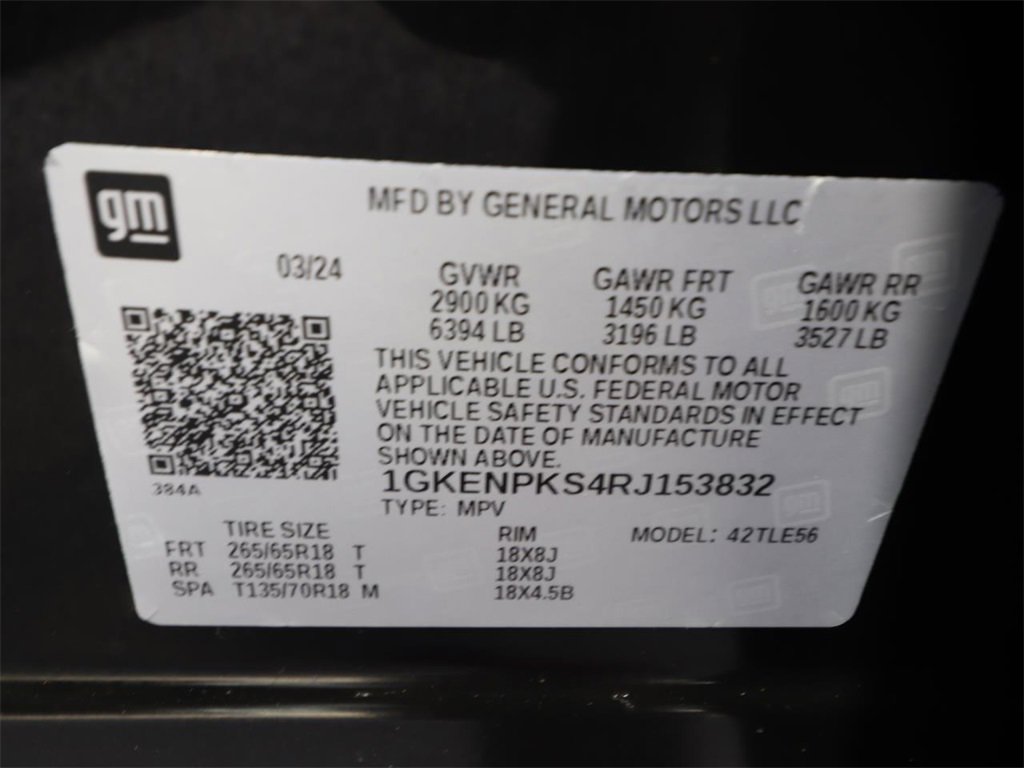 gm
MFD BY GENERAL MOTORS LLC
03/24
GVWR GAWR FRT GAWR RR
2900 KG 1450 KG 1600 KG
6394 LB 3196 LB 3527 LB
THIS VEHICLE CONFORMS TO ALL
APPLICABLE U.S. FEDERAL MOTOR
VEHICLE SAFETY STANDARDS IN EFFECT
ON THE DATE OF MANUFACTURE
SHOWN ABOVE.
384A
1GKENPKS4RJ153832
TYPE: MPV
TIRE SIZE RIM MODEL: 42TLE56
FRT 265/65R18 T 18X8J
RR 265/65R18 T 18X8J
SPA T135/70R18 M 18X4.5B